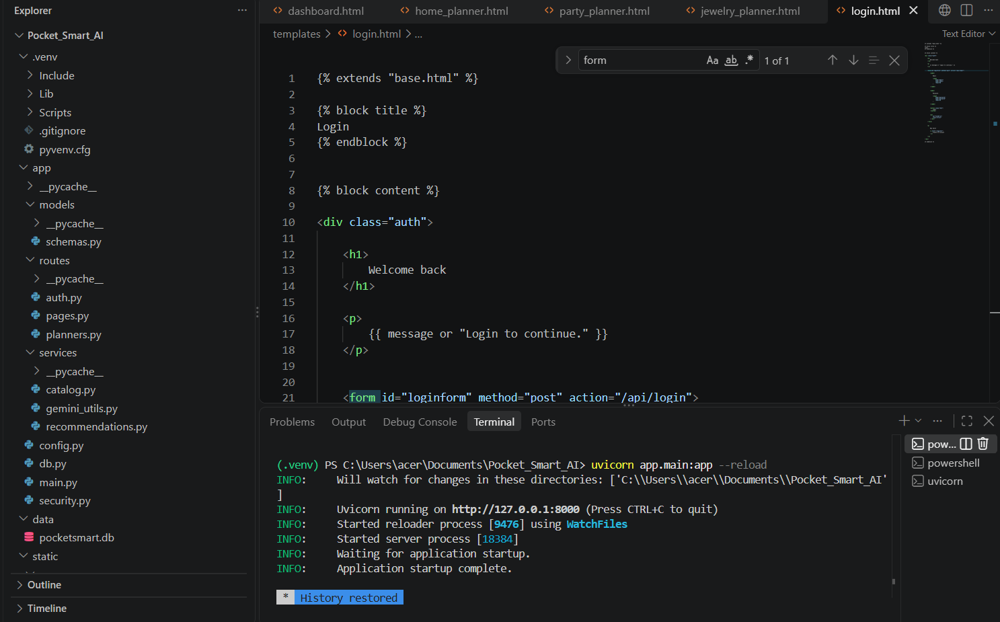 Explorer
Pocket_Smart_AI
.venv
Include
Lib
Scripts
.gitignore
pyvenv.cfg
app
__pycache__
models
__pycache__
schemas.py
routes
__pycache__
auth.py
pages.py
planners.py
services
__pycache__
catalog.py
gemini_utils.py
recommendations.py
config.py
db.py
main.py
security.py
data
pocketsmart.db
static
Outline
Timeline
dashboard.html home_planner.html party_planner.html jewelry_planner.html login.html
templates > login.html > ...
Text Editor
form Aa ab .* 1 of 1
1 {% extends "base.html" %}
2
3 {% block title %}
4 Login
5 {% endblock %}
6
7
8 {% block content %}
9
10 <div class="auth">
11
12 <h1>
13 Welcome back
14 </h1>
15
16 <p>
17 {{ message or "Login to continue." }}
18 </p>
19
20
21 <form id="loginform" method="post" action="/api/login">
Problems Output Debug Console Terminal Ports
(.venv) PS C:\Users\acer\Documents\Pocket_Smart_AI> uvicorn app.main:app --reload
INFO: Will watch for changes in these directories: ['C:\\Users\\acer\\Documents\\Pocket_Smart_AI'
]
INFO: Uvicorn running on http://127.0.0.1:8000 (Press CTRL+C to quit)
INFO: Started reloader process [9476] using WatchFiles
INFO: Started server process [18384]
INFO: Waiting for application startup.
INFO: Application startup complete.
* History restored
pow...
powershell
uvicorn